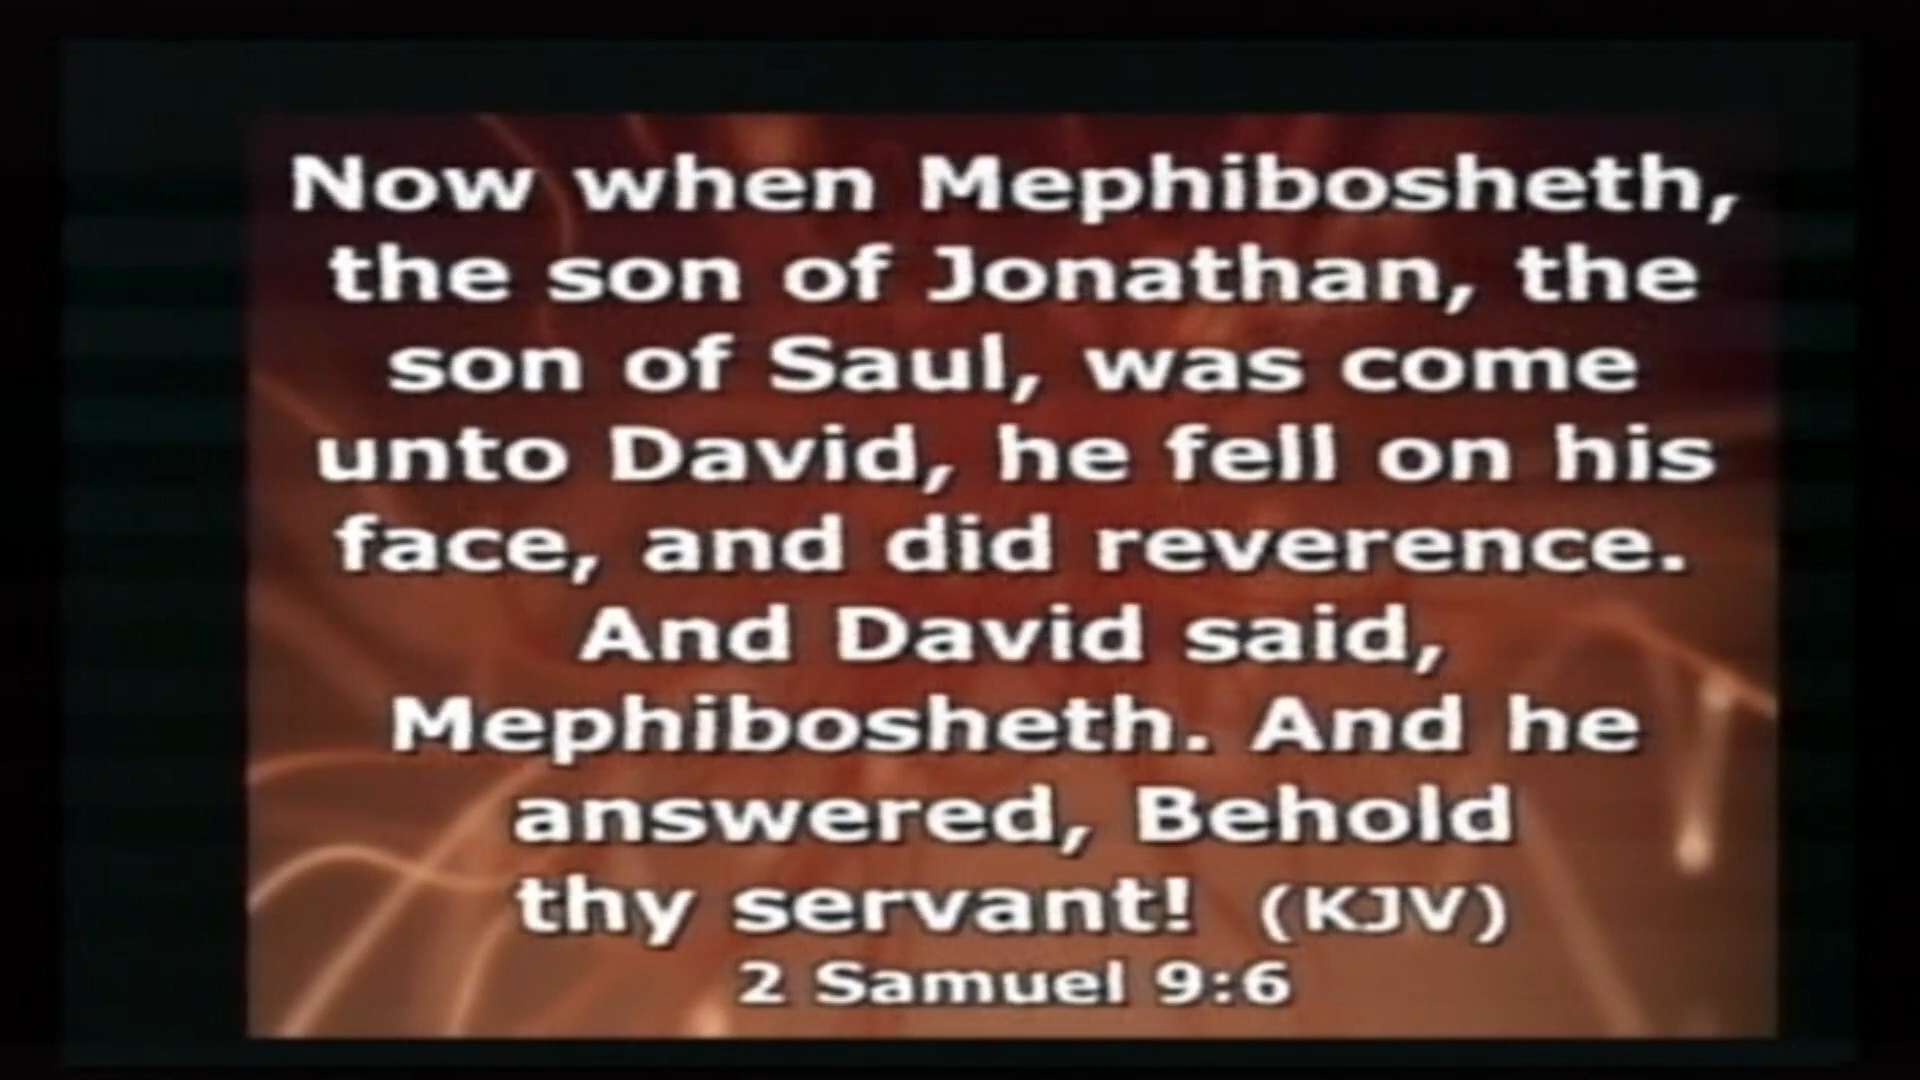 Now when Mephibosheth,
the son of Jonathan, the
son of Saul, was come
unto David, he fell on his
face, and did reverence.
And David said,
Mephibosheth. And he
answered, Behold
thy servant! (KJV)
2 Samuel 9:6